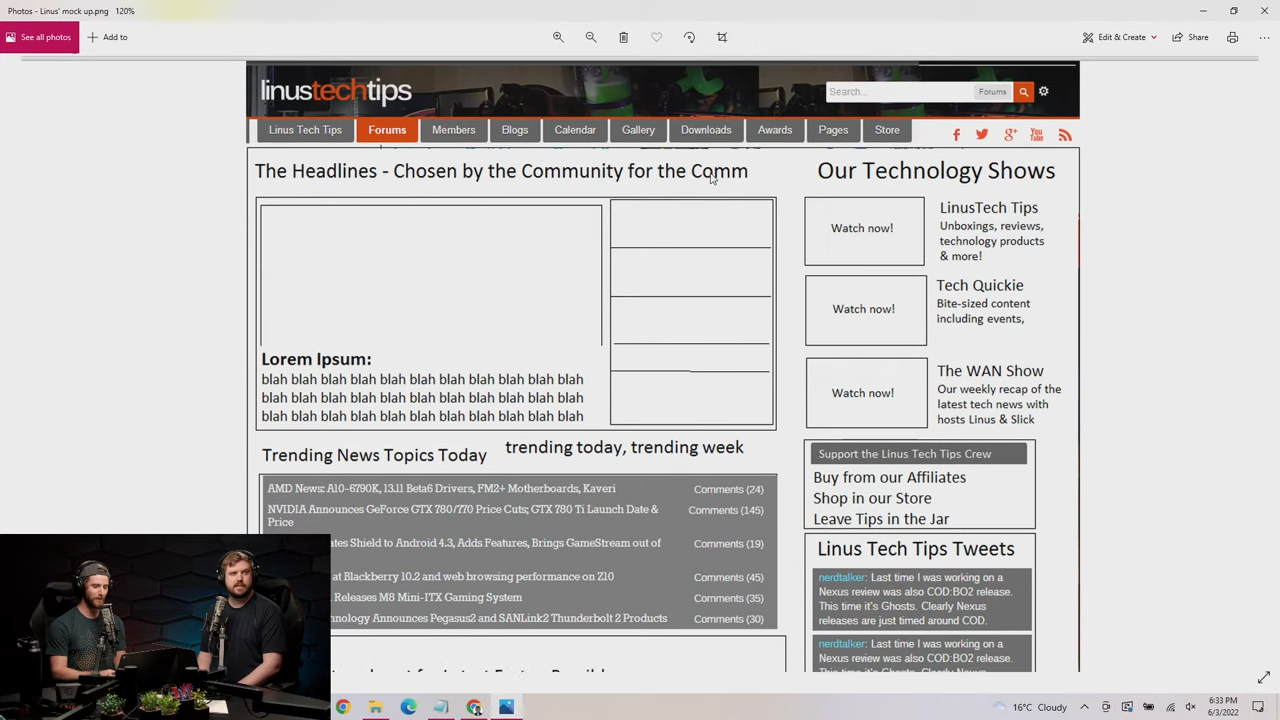 Photos - Linus' mock up.png 120%
See all photos
Add to
Edit & Create
Share
linustechtips
Search...
Forums
Linus Tech Tips
Forums
Members
Blogs
Calendar
Gallery
Downloads
Awards
Pages
Store
f
g+
You
Tube
The Headlines - Chosen by the Community for the Comm
Lorem Ipsum:
blah blah blah blah blah blah blah blah blah blah blah
blah blah blah blah blah blah blah blah blah blah blah
blah blah blah blah blah blah blah blah blah blah blah
Our Technology Shows
Watch now!
LinusTech Tips
Unboxings, reviews,
technology products
& more!
Watch now!
Tech Quickie
Bite-sized content
including events,
Watch now!
The WAN Show
Our weekly recap of the
latest tech news with
hosts Linus & Slick
Trending News Topics Today
trending today, trending week
AMD News: A10-6790K, 13.11 Beta6 Drivers, FM2+ Motherboards, Kaveri
Comments (24)
NVIDIA Announces GeForce GTX 780/770 Price Cuts; GTX 780 Ti Launch Date &
Price
Comments (145)
ates Shield to Android 4.3, Adds Features, Brings GameStream out of
Comments (19)
at Blackberry 10.2 and web browsing performance on Z10
Comments (45)
Releases M8 Mini-ITX Gaming System
Comments (35)
nology Announces Pegasus2 and SANLink2 Thunderbolt 2 Products
Comments (30)
Support the Linus Tech Tips Crew
Buy from our Affiliates
Shop in our Store
Leave Tips in the Jar
Linus Tech Tips Tweets
nerdtalker: Last time I was working on a
Nexus review was also COD:BO2 release.
This time it's Ghosts. Clearly Nexus
releases are just timed around COD.
nerdtalker: Last time I was working on a
Nexus review was also COD:BO2 release.
16°C Cloudy
6:33 PM
6/3/2022